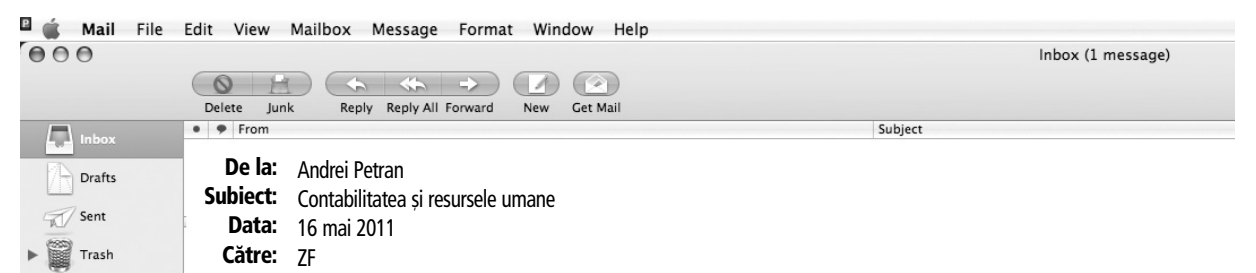 P Mail File Edit View Mailbox Message Format Window Help
Inbox (1 message)
Delete Junk Reply Reply All Forward New Get Mail
From Subject
Inbox
Drafts
Sent
Trash
De la: Andrei Petran
Subiect: Contabilitatea și resursele umane
Data: 16 mai 2011
Către: ZF